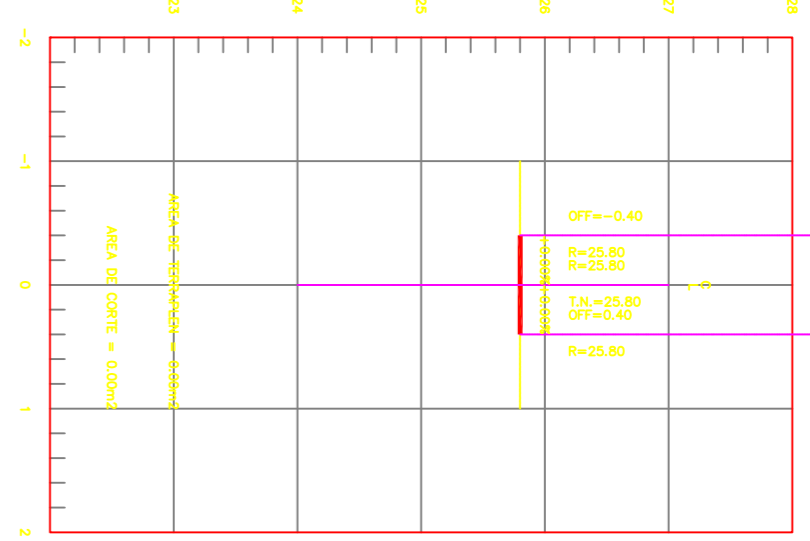 23
24
25
26
27
28
-2
-1
0
1
2
OFF=-0.40
R=25.80
R=25.80
T.N.=25.80
OFF=0.40
R=25.80
AREA DE TERRAPLEN = 0.00m2
AREA DE CORTE = 0.00m2